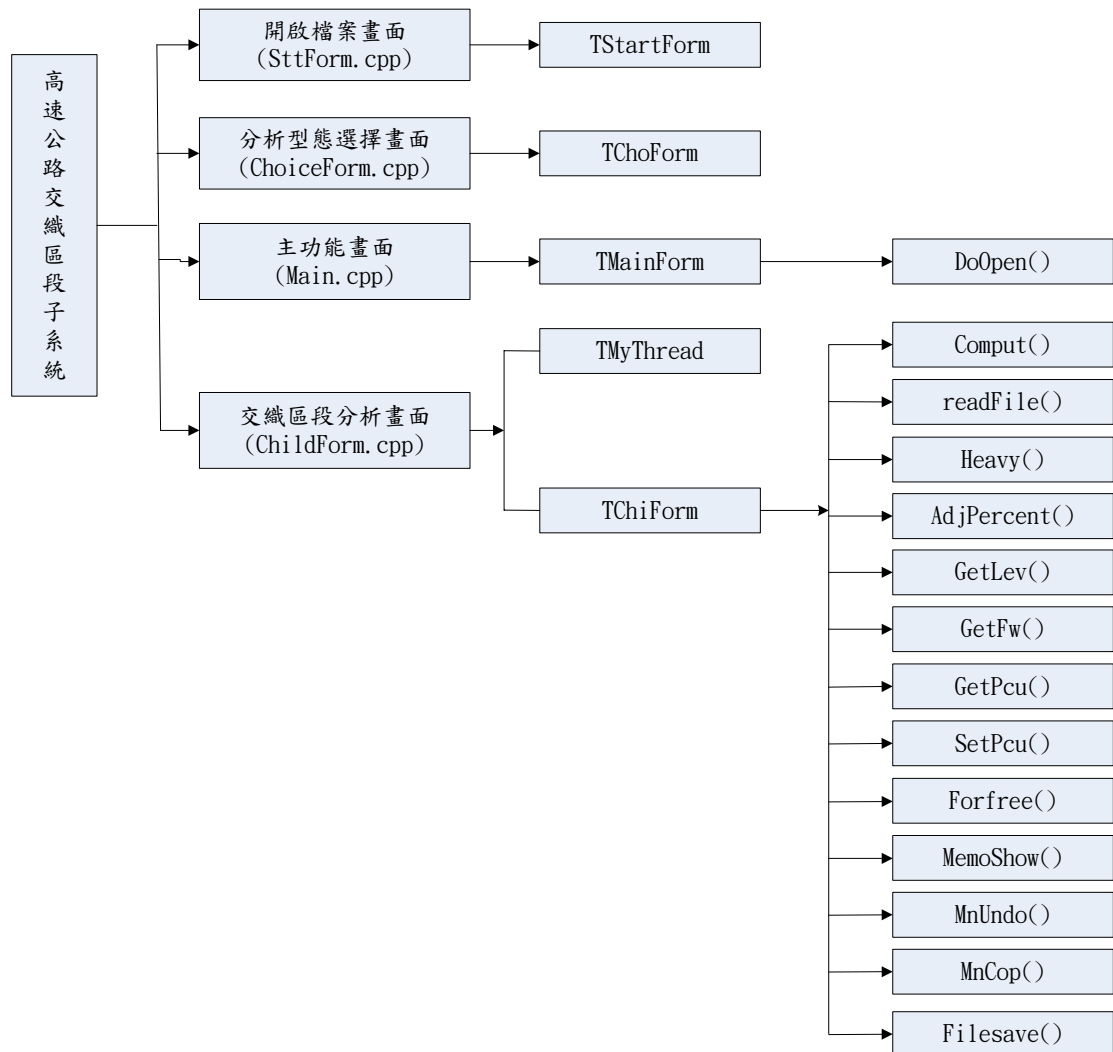 高速公路交織區段子系統
開啟檔案畫面
(SttForm.cpp)
TStartForm
分析型態選擇畫面
(ChoiceForm.cpp)
TChoForm
主功能畫面
(Main.cpp)
TMainForm
DoOpen()
交織區段分析畫面
(ChildForm.cpp)
TMyThread
TChiForm
Comput()
readFile()
Heavy()
AdjPercent()
GetLev()
GetFw()
GetPcu()
SetPcu()
Forfree()
MemoShow()
MnUndo()
MnCop()
Filesave()